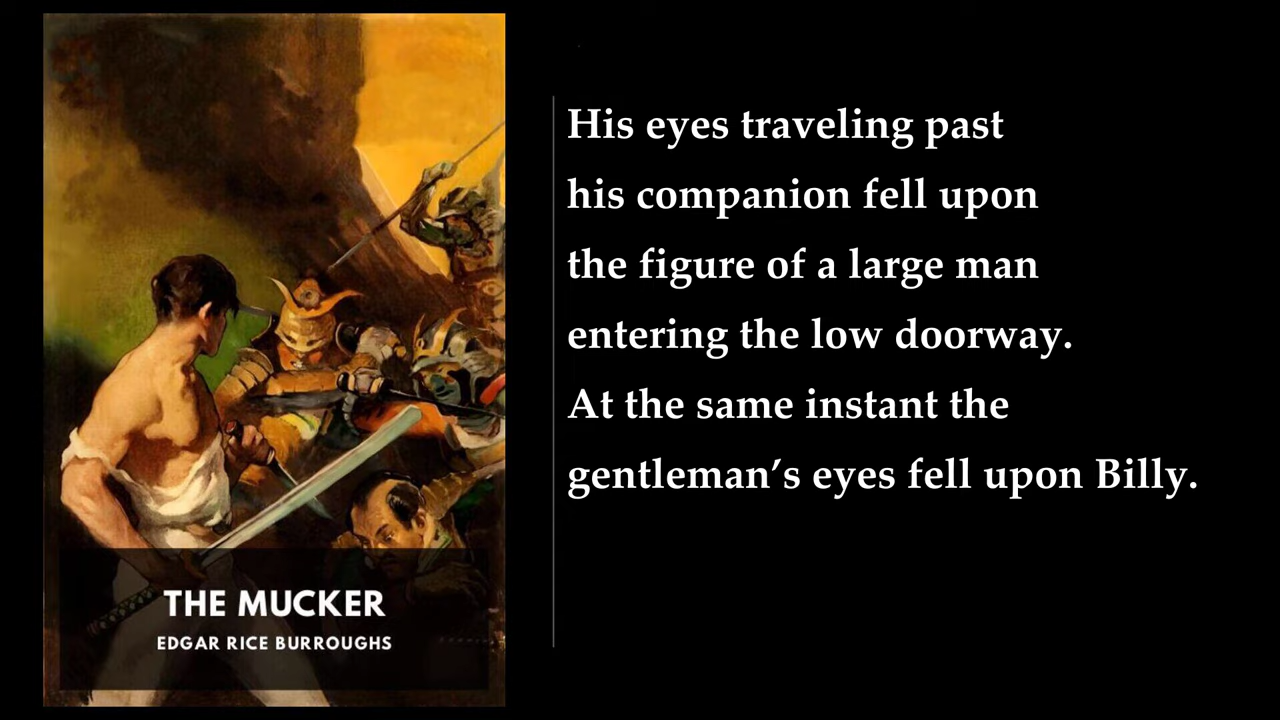 His eyes traveling past
his companion fell upon
the figure of a large man
entering the low doorway.
At the same instant the
gentleman’s eyes fell upon Billy.
THE MUCKER
EDGAR RICE BURROUGHS